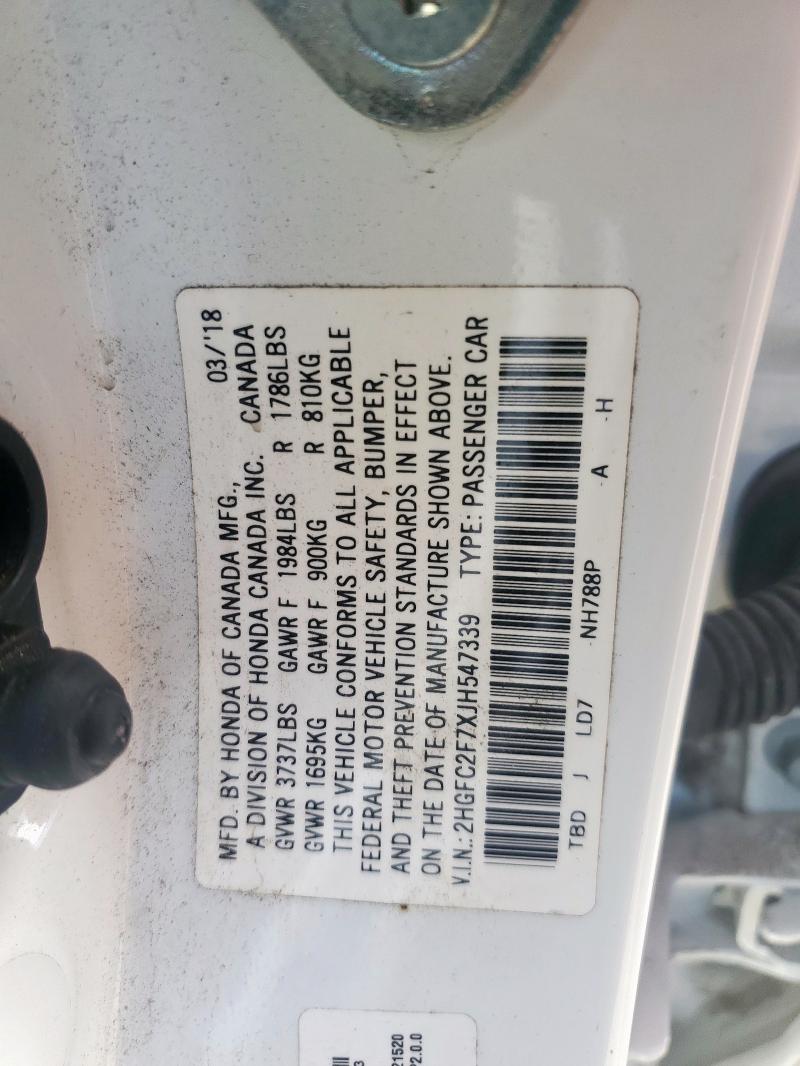 MFD. BY HONDA OF CANADA MFG., 03/'18
A DIVISION OF HONDA CANADA INC. CANADA
GVWR 3737LBS GAWR F 1984LBS R 1786LBS
GVWR 1695KG GAWR F 900KG R 810KG
THIS VEHICLE CONFORMS TO ALL APPLICABLE
FEDERAL MOTOR VEHICLE SAFETY, BUMPER,
AND THEFT PREVENTION STANDARDS IN EFFECT
ON THE DATE OF MANUFACTURE SHOWN ABOVE.
V.I.N.: 2HGFC2F7XJH547339 TYPE: PASSENGER CAR
TBD J LD7 -NH788P -A -H